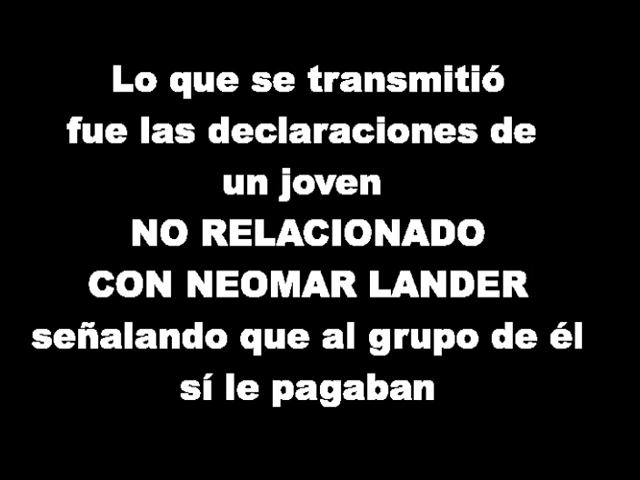 Lo que se transmitió
fue las declaraciones de
un joven
NO RELACIONADO
CON NEOMAR LANDER
señalando que al grupo de él
sí le pagaban